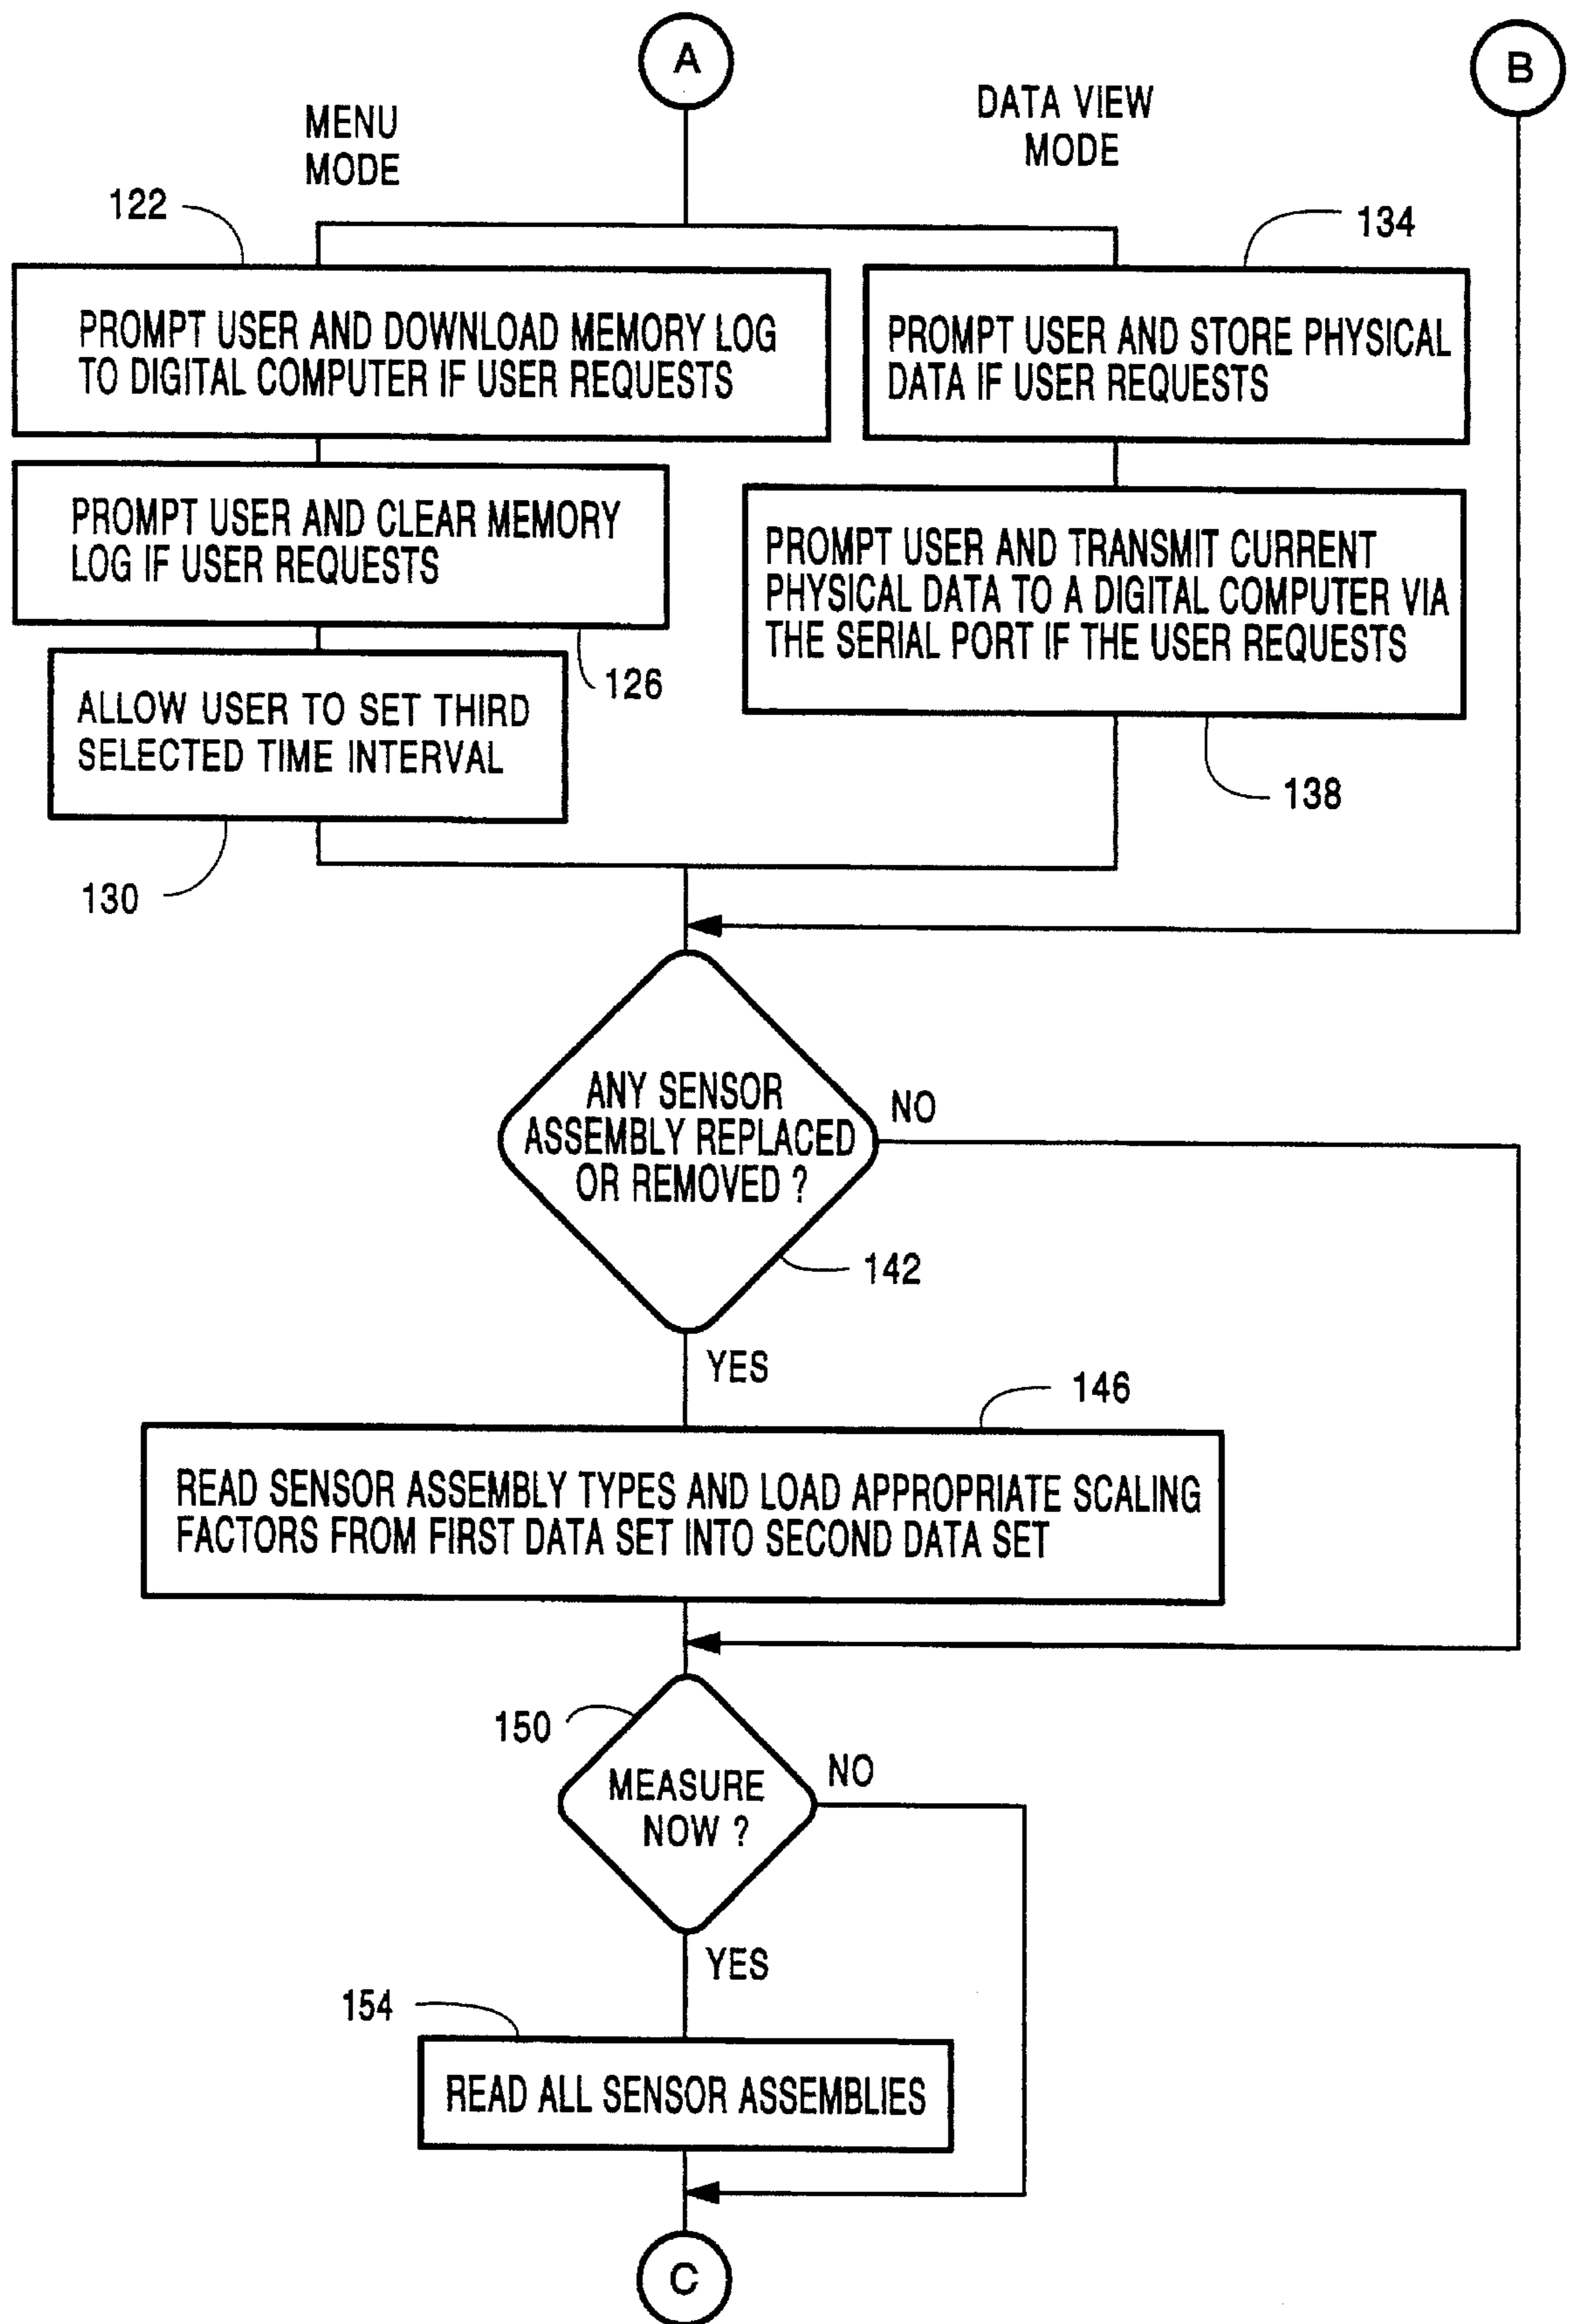 A
B
MENU
MODE
DATA VIEW
MODE
122
134
PROMPT USER AND DOWNLOAD MEMORY LOG
TO DIGITAL COMPUTER IF USER REQUESTS
PROMPT USER AND STORE PHYSICAL
DATA IF USER REQUESTS
PROMPT USER AND CLEAR MEMORY
LOG IF USER REQUESTS
126
PROMPT USER AND TRANSMIT CURRENT
PHYSICAL DATA TO A DIGITAL COMPUTER VIA
THE SERIAL PORT IF THE USER REQUESTS
138
ALLOW USER TO SET THIRD
SELECTED TIME INTERVAL
130
ANY SENSOR
ASSEMBLY REPLACED
OR REMOVED ?
NO
142
YES
146
READ SENSOR ASSEMBLY TYPES AND LOAD APPROPRIATE SCALING
FACTORS FROM FIRST DATA SET INTO SECOND DATA SET
150
MEASURE
NOW ?
NO
YES
154
READ ALL SENSOR ASSEMBLIES
C